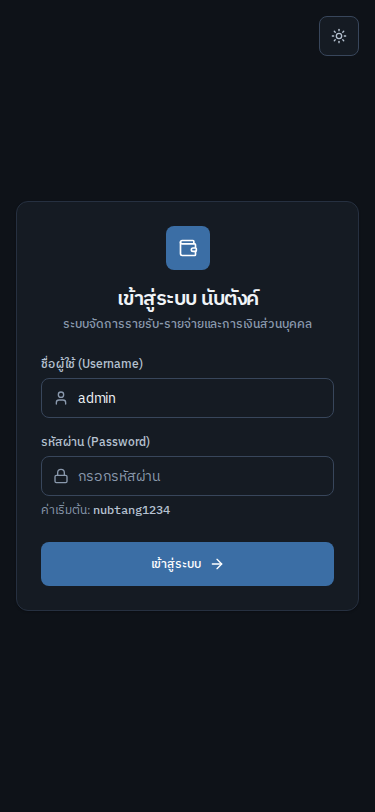 เข้าสู่ระบบ นับตังค์
ระบบจัดการรายรับ-รายจ่ายและการเงินส่วนบุคคล
ชื่อผู้ใช้ (Username)
admin
รหัสผ่าน (Password)
กรอกรหัสผ่าน
ค่าเริ่มต้น: nubtang1234
เข้าสู่ระบบ